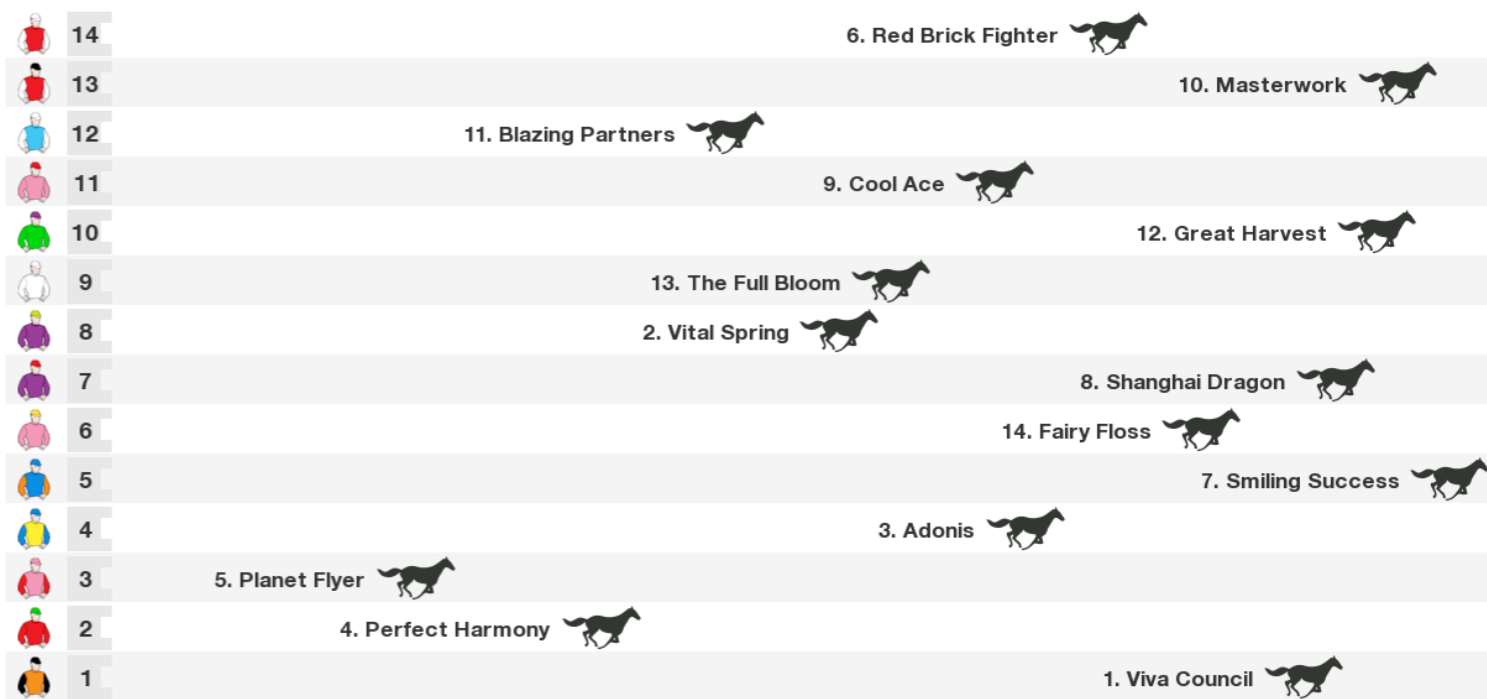 14 6. Red Brick Fighter
13 10. Masterwork
12 11. Blazing Partners
11 9. Cool Ace
10 12. Great Harvest
9 13. The Full Bloom
8 2. Vital Spring
7 8. Shanghai Dragon
6 14. Fairy Floss
5 7. Smiling Success
4 3. Adonis
3 5. Planet Flyer
2 4. Perfect Harmony
1 1. Viva Council